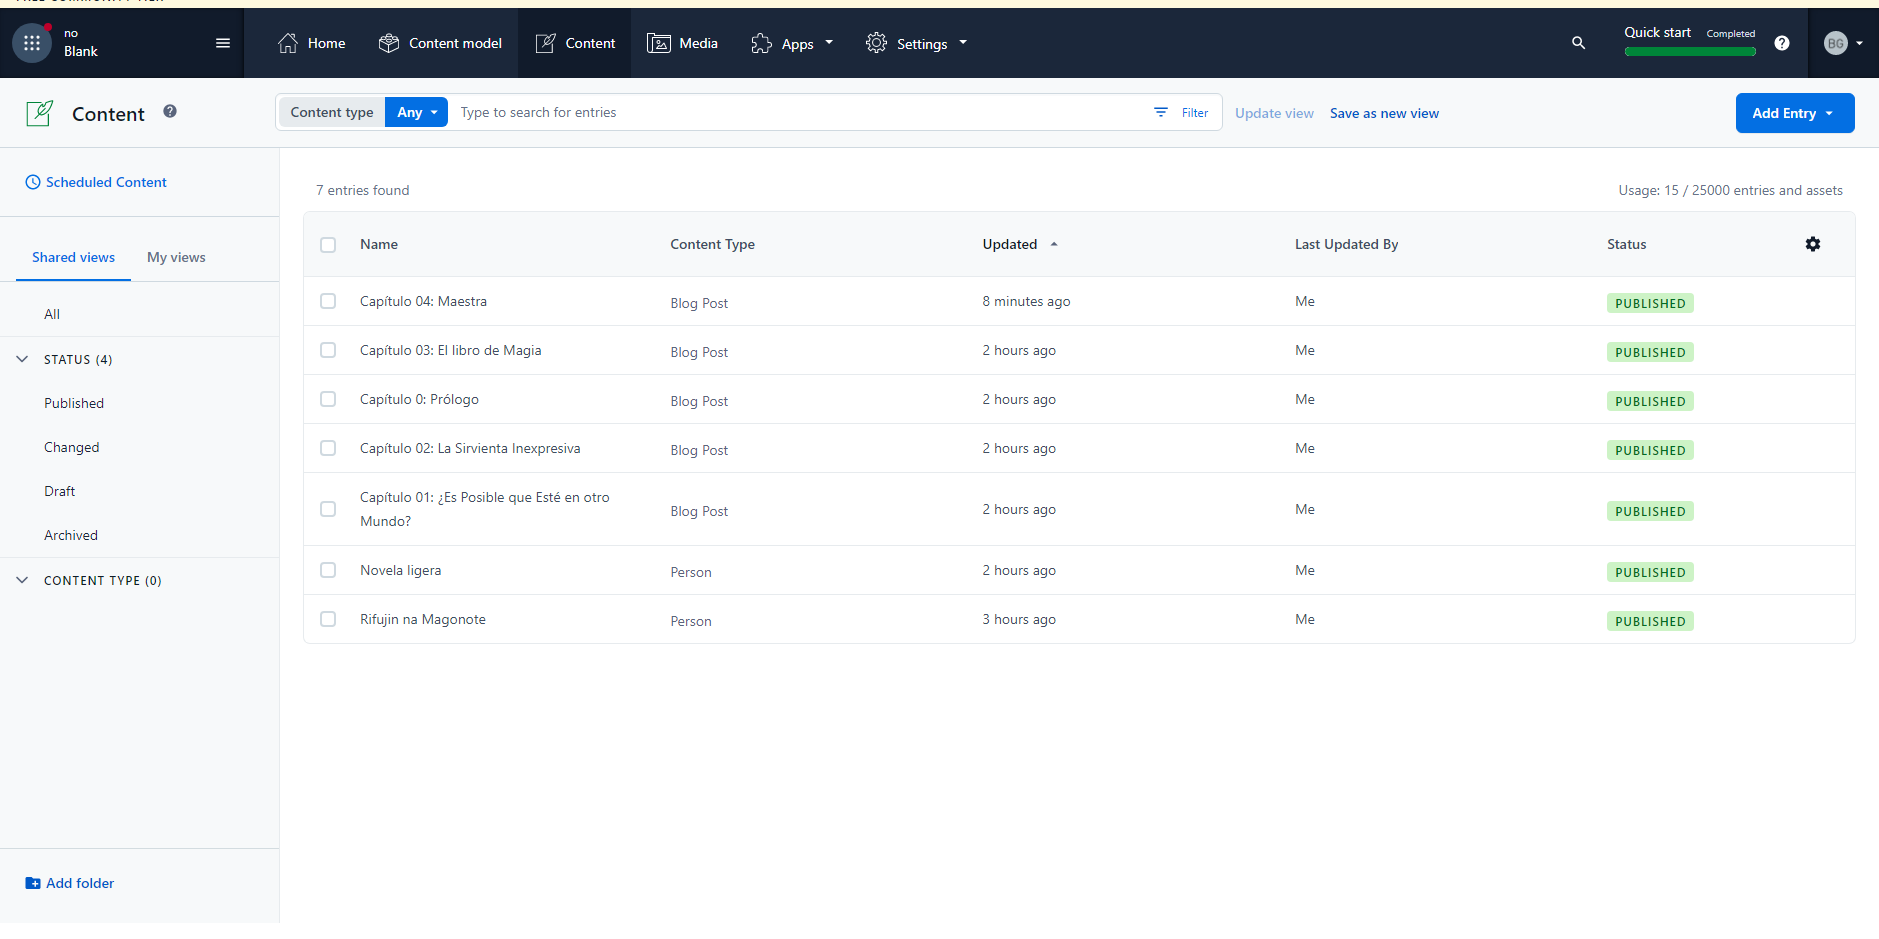 FREE COMMUNITY TIER
no
Blank
Home
Content model
Content
Media
Apps
Settings
Quick start
Completed
BG
Content
Content type
Any
Type to search for entries
Filter
Update view
Save as new view
Add Entry
Scheduled Content
7 entries found
Usage: 15 / 25000 entries and assets
Shared views
My views
All
STATUS (4)
Published
Changed
Draft
Archived
CONTENT TYPE (0)
Add folder
Name Content Type Updated Last Updated By Status
Capítulo 04: Maestra Blog Post 8 minutes ago Me PUBLISHED
Capítulo 03: El libro de Magia Blog Post 2 hours ago Me PUBLISHED
Capítulo 0: Prólogo Blog Post 2 hours ago Me PUBLISHED
Capítulo 02: La Sirvienta Inexpresiva Blog Post 2 hours ago Me PUBLISHED
Capítulo 01: ¿Es Posible que Esté en otro
Mundo? Blog Post 2 hours ago Me PUBLISHED
Novela ligera Person 2 hours ago Me PUBLISHED
Rifujin na Magonote Person 3 hours ago Me PUBLISHED